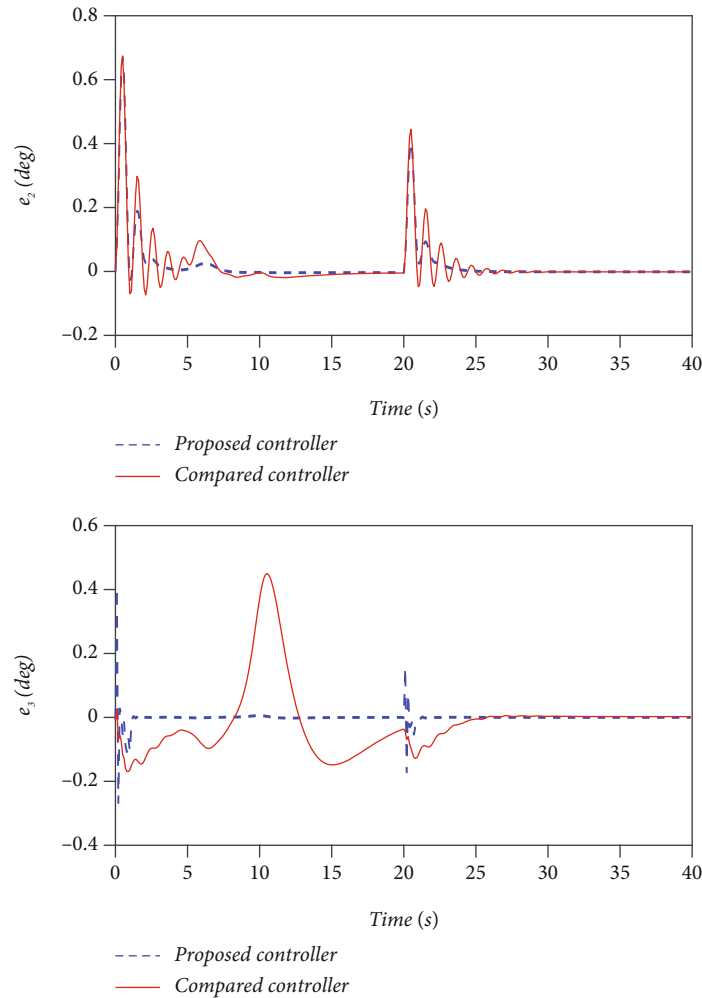 0.8
0.6
0.4
0.2
0
−0.2
e2 (deg)
0 5 10 15 20 25 30 35 40
Time (s)
Proposed controller
Compared controller
0.6
0.4
0.2
0
−0.2
−0.4
e3 (deg)
0 5 10 15 20 25 30 35 40
Time (s)
Proposed controller
Compared controller